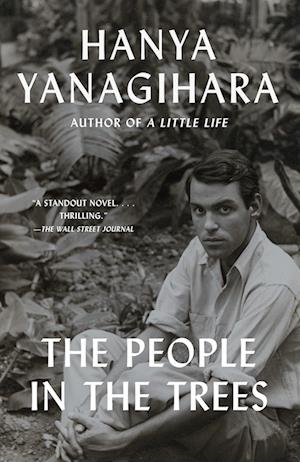 HANYA
YANAGIHARA
AUTHOR OF A LITTLE LIFE
"A STANDOUT NOVEL. . . .
THRILLING."
—THE WALL STREET JOURNAL
THE PEOPLE
IN THE TREES